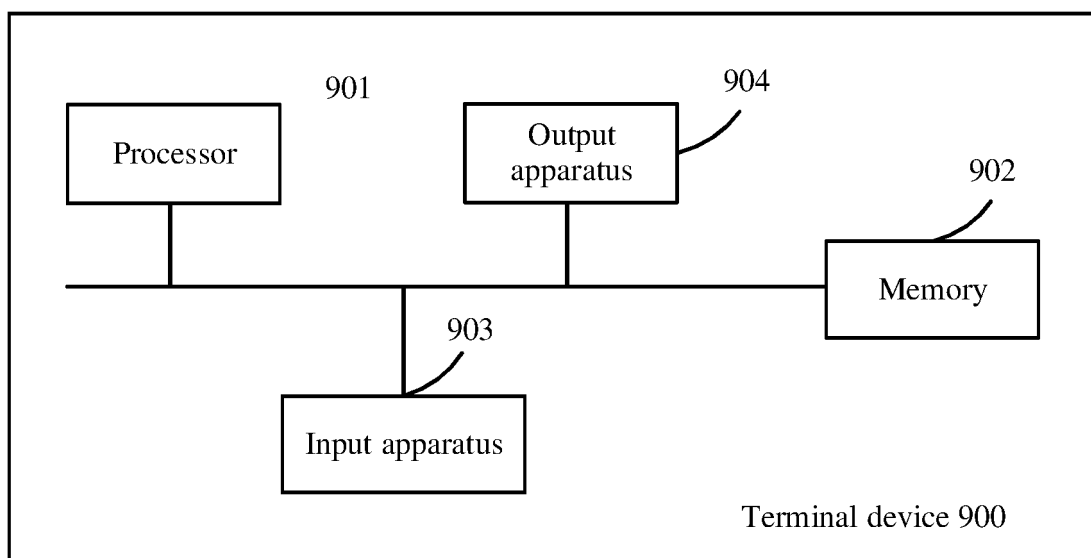 901
904
Processor
Output
apparatus
902
Memory
903
Input apparatus
Terminal device 900